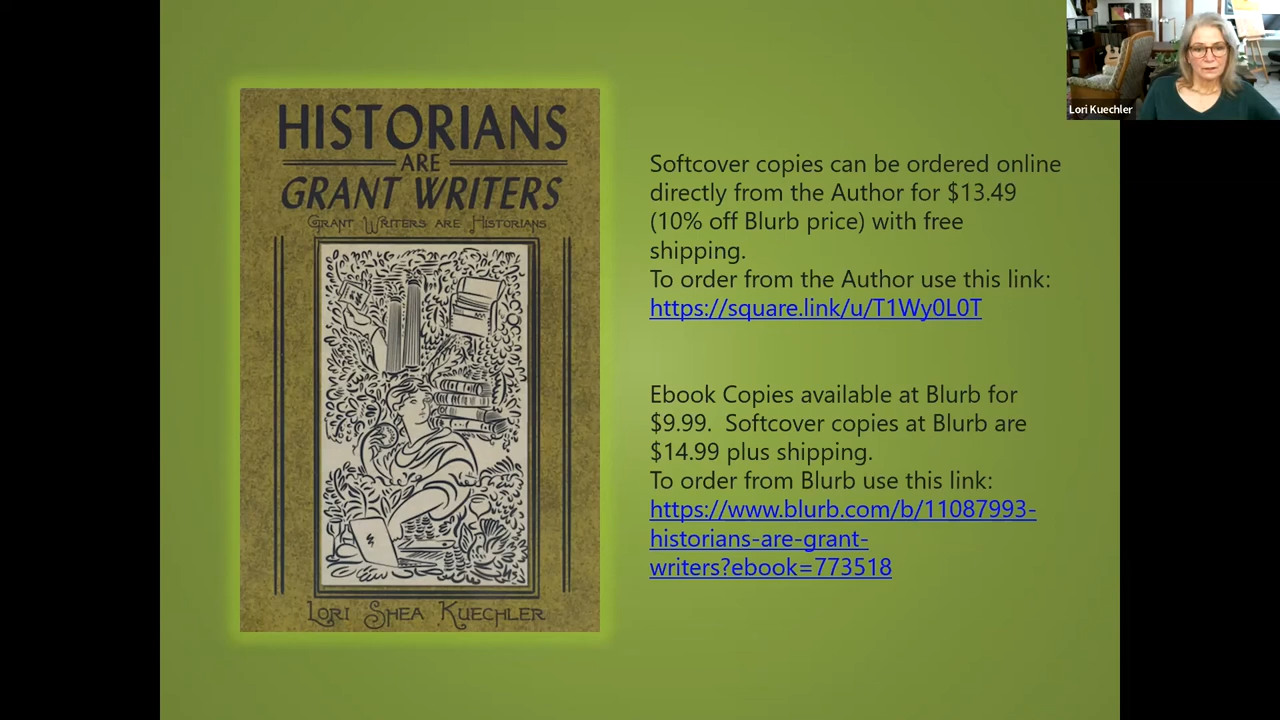 HISTORIANS
ARE
GRANT WRITERS
GRANT WRITERS ARE HISTORIANS
LORI SHEA KUECHLER
Softcover copies can be ordered online
directly from the Author for $13.49
(10% off Blurb price) with free
shipping.
To order from the Author use this link:
https://square.link/u/T1Wy0L0T
Ebook Copies available at Blurb for
$9.99.  Softcover copies at Blurb are
$14.99 plus shipping.
To order from Blurb use this link:
https://www.blurb.com/b/11087993-
historians-are-grant-
writers?ebook=773518
Lori Kuechler